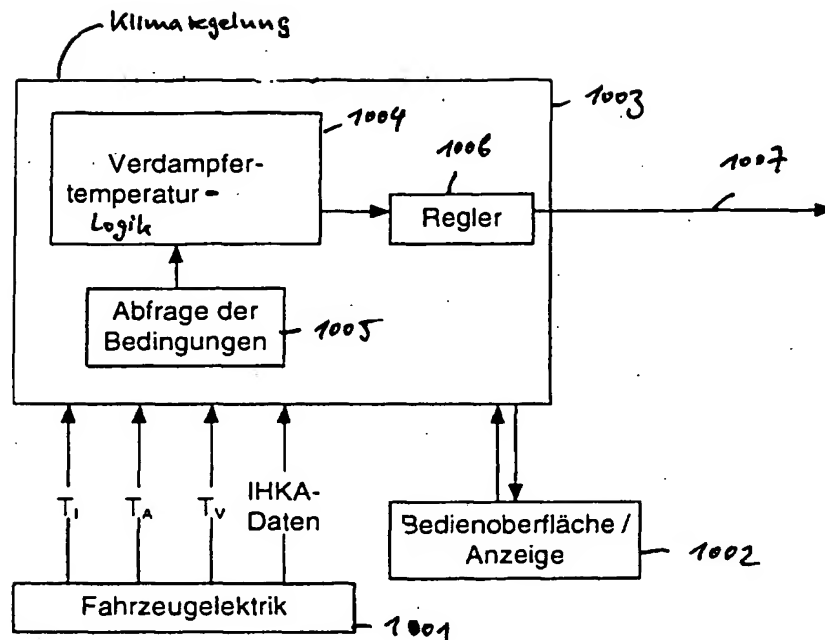 Klimaregelung
1003
1004
Verdampfer-
temperatur-
Logik
1006
Regler
1007
Abfrage der
Bedingungen
1005
T_I
T_A
T_V
IHKA-
Daten
Bedienoberfläche /
Anzeige
1002
Fahrzeugelektrik
1001